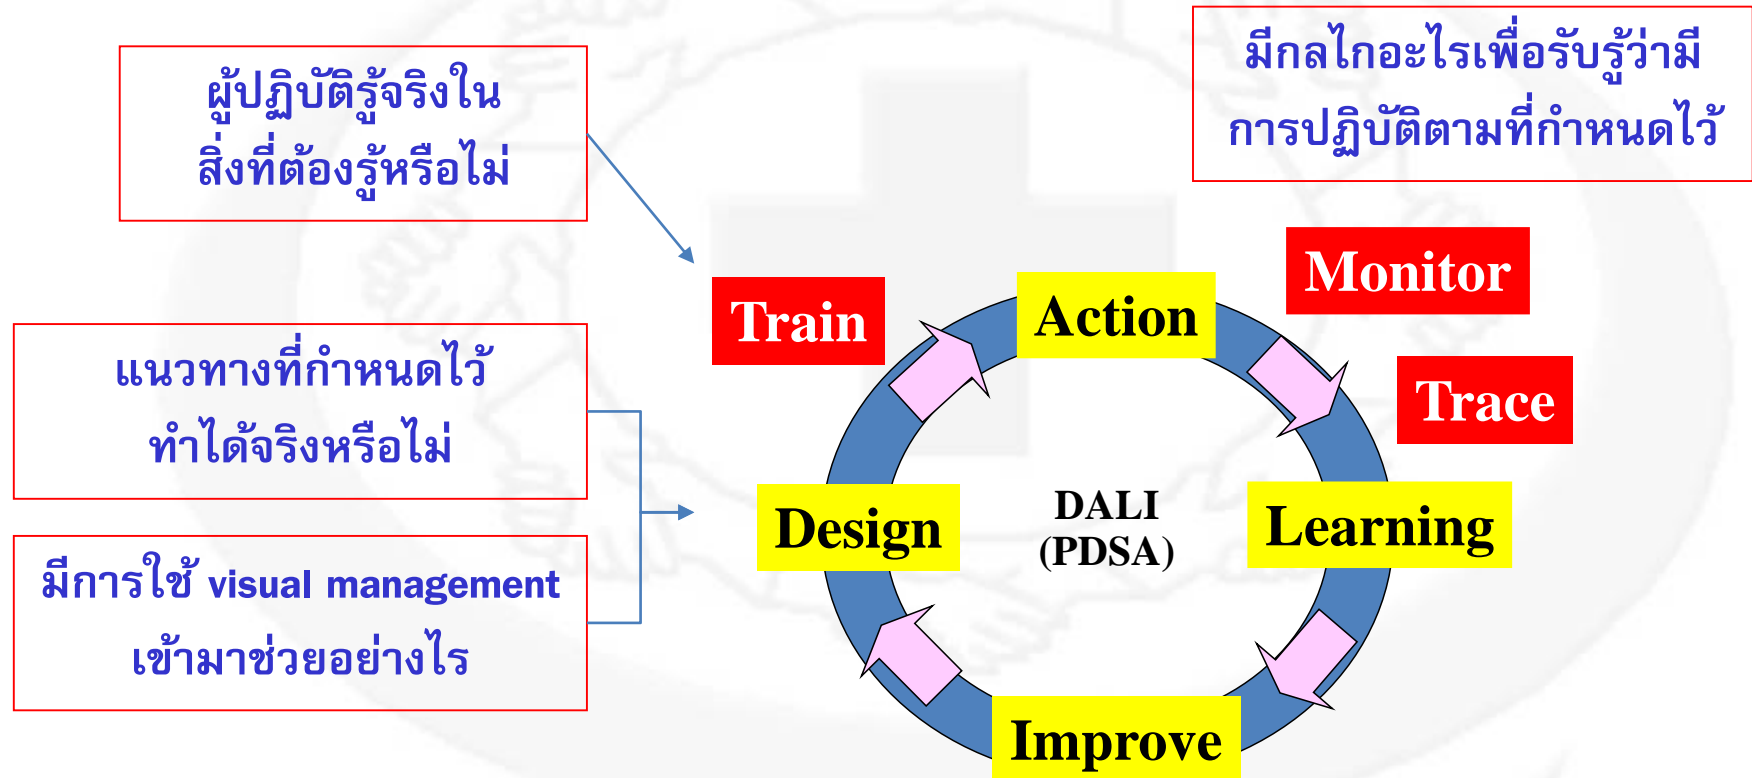 มีกลไกอะไรเพื่อรับรู้ว่ามี
การปฏิบัติตามที่กำหนดไว้
ผู้ปฏิบัติรู้จริงใน
สิ่งที่ต้องรู้หรือไม่
Monitor
Train
Action
Trace
แนวทางที่กำหนดไว้
ทำได้จริงหรือไม่
Design
DALI
(PDSA)
Learning
มีการใช้ visual management
เข้ามาช่วยอย่างไร
Improve